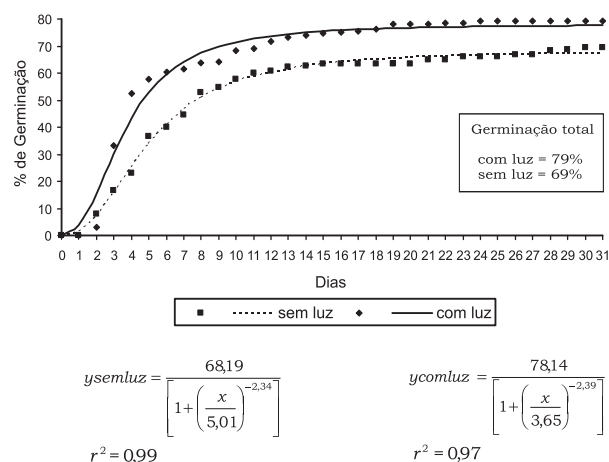 80
70
60
50
40
30
20
10
0
% de Germinação
0 1 2 3 4 5 6 7 8 9 10 11 12 13 14 15 16 17 18 19 20 21 22 23 24 25 26 27 28 29 30 31
Dias
Germinação total
com luz = 79%
sem luz = 69%
sem luz com luz
ysemluz = 68,19 / [1 + (x / 5,01)^−2,34]
ycomluz = 78,14 / [1 + (x / 3,65)^−2,39]
r² = 0,99
r² = 0,97